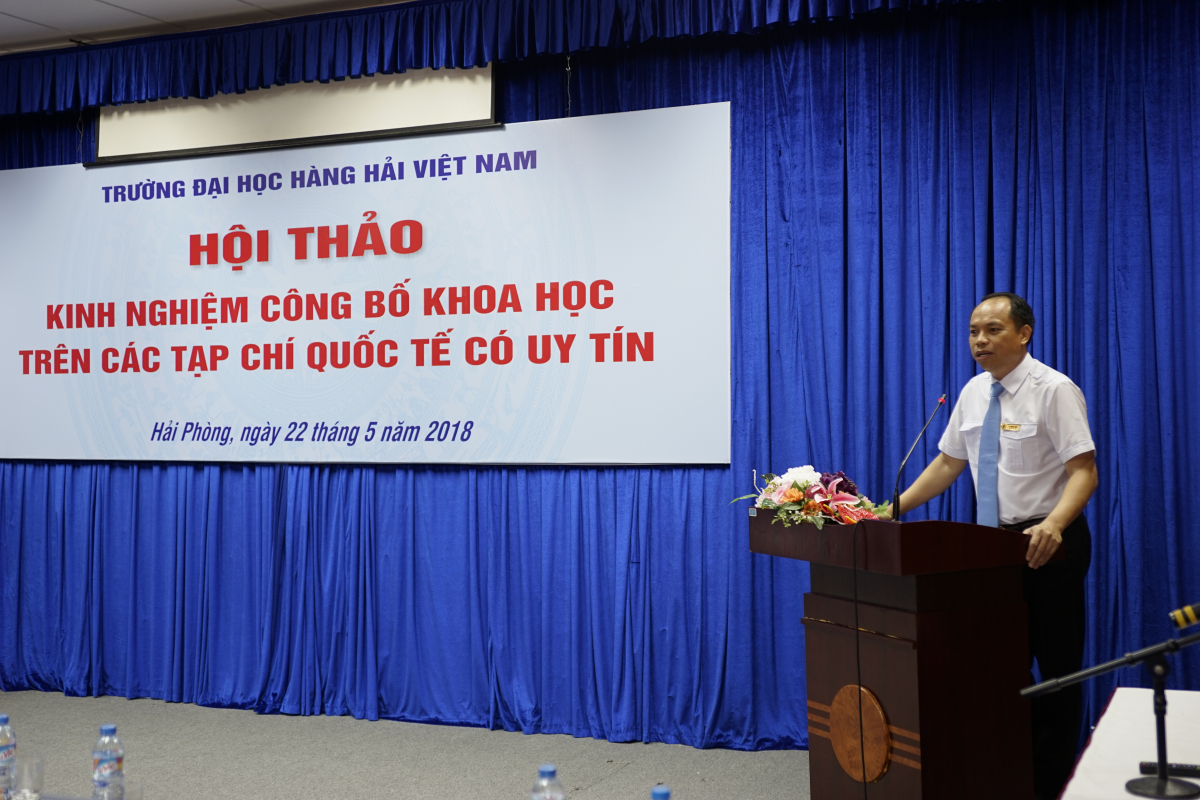 TRƯỜNG ĐẠI HỌC HÀNG HẢI VIỆT NAM
HỘI THẢO
KINH NGHIỆM CÔNG BỐ KHOA HỌC
TRÊN CÁC TẠP CHÍ QUỐC TẾ CÓ UY TÍN
Hải Phòng, ngày 22 tháng 5 năm 2018